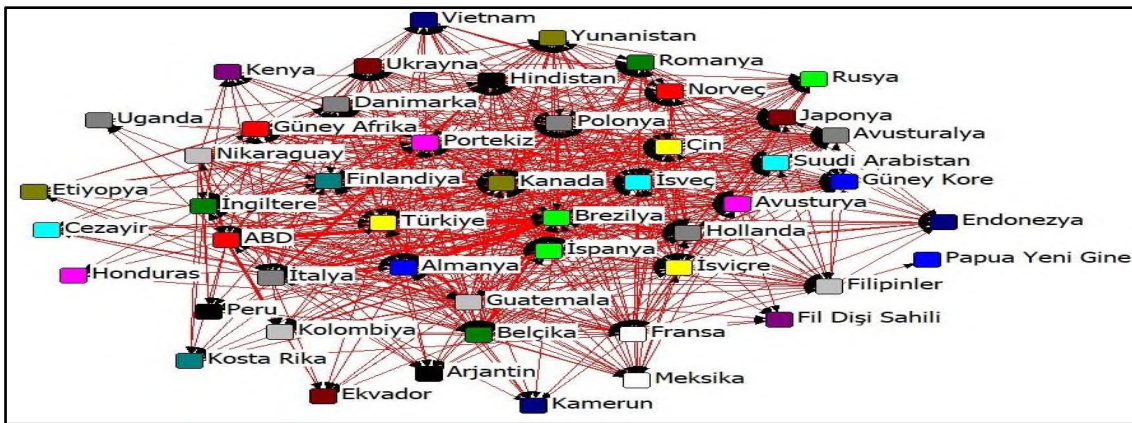 Vietnam
Yunanistan
Ukrayna
Romanya
Kenya
Hindistan
Rusya
Norveç
Danimarka
Uganda
Polonya
Japonya
Güney Afrika
Avusturalya
Portekiz
Nikaraguay
Çin
Suudi Arabistan
Finlandiya
Kanada
İsveç
Güney Kore
Etiyopya
İngiltere
Avusturya
Türkiye
Brezilya
Endonezya
Cezayir
ABD
Hollanda
İspanya
Papua Yeni Gine
Honduras
İtalya
Almanya
İsviçre
Filipinler
Guatemala
Peru
Fil Dişi Sahili
Kolombiya
Belçika
Fransa
Kosta Rika
Arjantin
Meksika
Ekvador
Kamerun